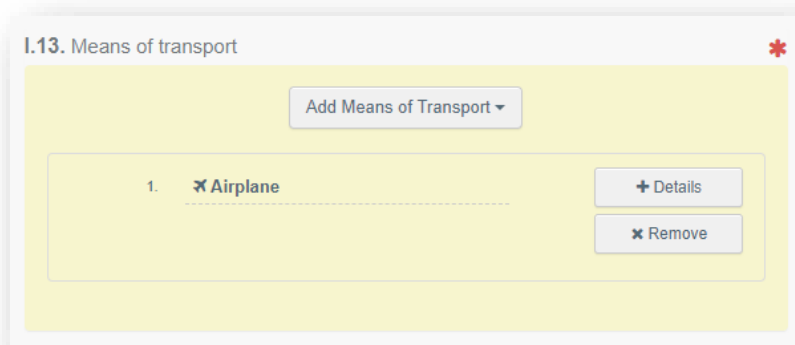 I.13. Means of transport
Add Means of Transport
1. Airplane
Details
Remove